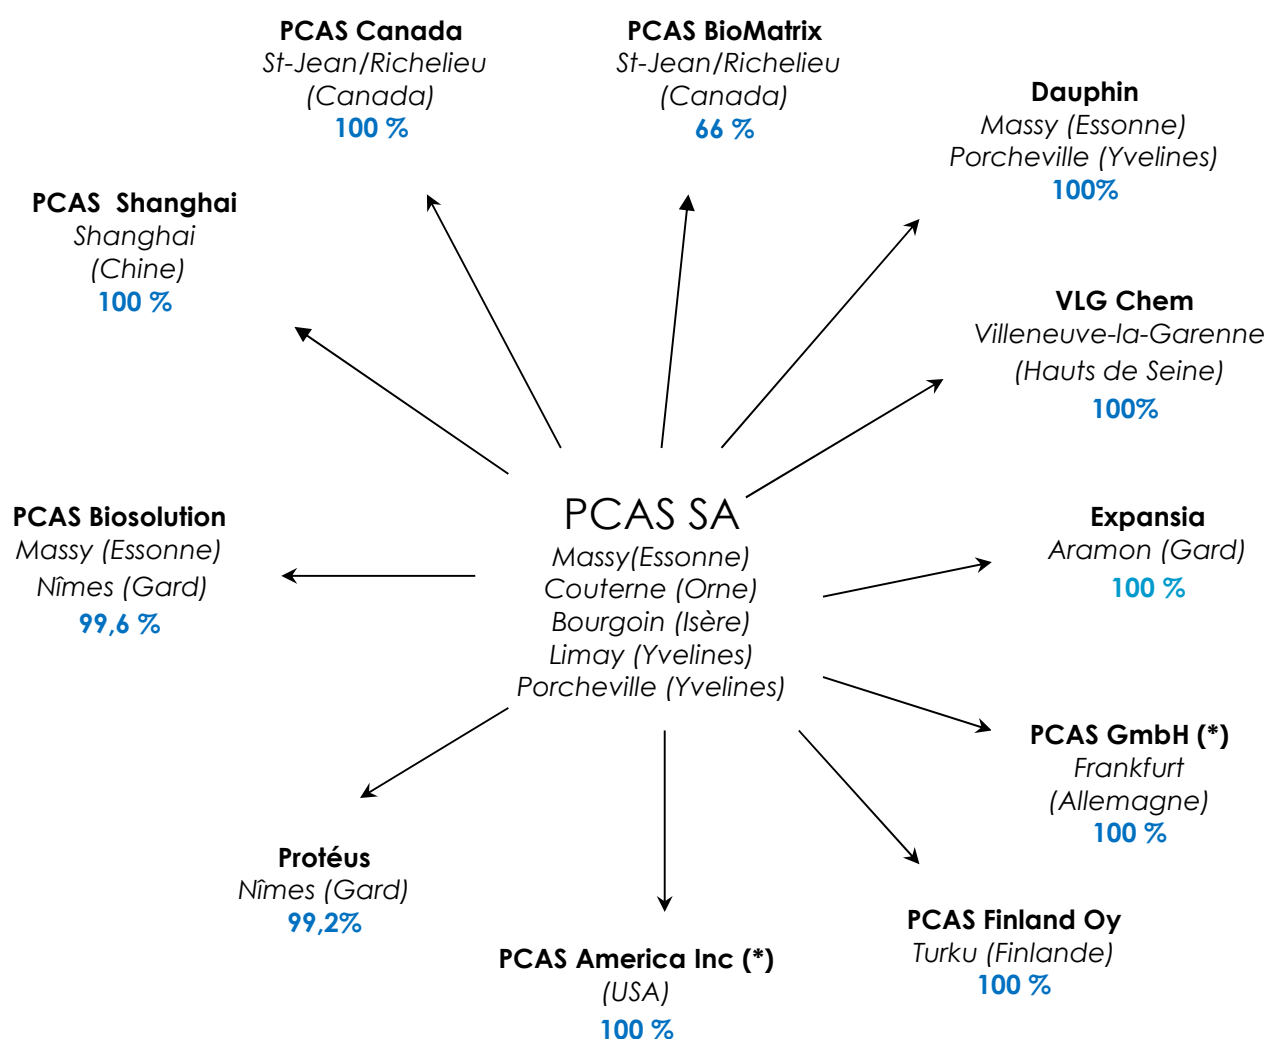 PCAS Canada
St-Jean/Richelieu
(Canada)
100 %
PCAS BioMatrix
St-Jean/Richelieu
(Canada)
66 %
Dauphin
Massy (Essonne)
Porcheville (Yvelines)
100%
PCAS Shanghai
Shanghai
(Chine)
100 %
VLG Chem
Villeneuve-la-Garenne
(Hauts de Seine)
100%
PCAS SA
Massy(Essonne)
Couterne (Orne)
Bourgoin (Isère)
Limay (Yvelines)
Porcheville (Yvelines)
PCAS Biosolution
Massy (Essonne)
Nîmes (Gard)
99,6 %
Expansia
Aramon (Gard)
100 %
PCAS GmbH (*)
Frankfurt
(Allemagne)
100 %
Protéus
Nîmes (Gard)
99,2%
PCAS America Inc (*)
(USA)
100 %
PCAS Finland Oy
Turku (Finlande)
100 %